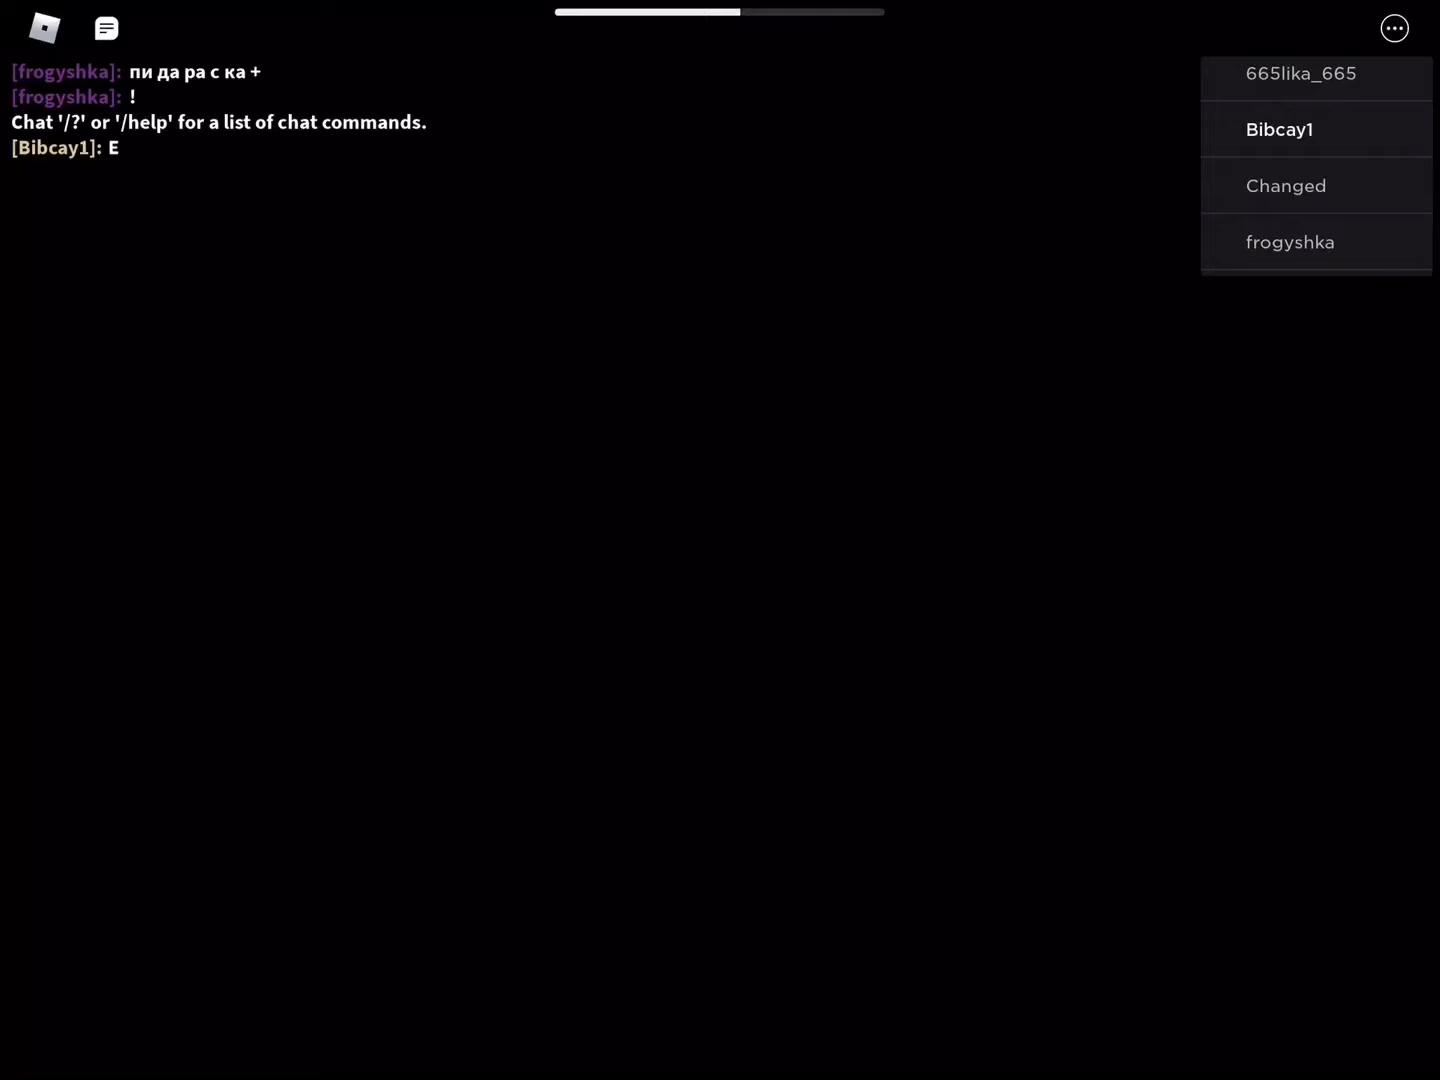 [frogyshka]: пи да ра с ка +
[frogyshka]: !
Chat '/?' or '/help' for a list of chat commands.
[Bibcay1]: E
665lika_665
Bibcay1
Changed
frogyshka